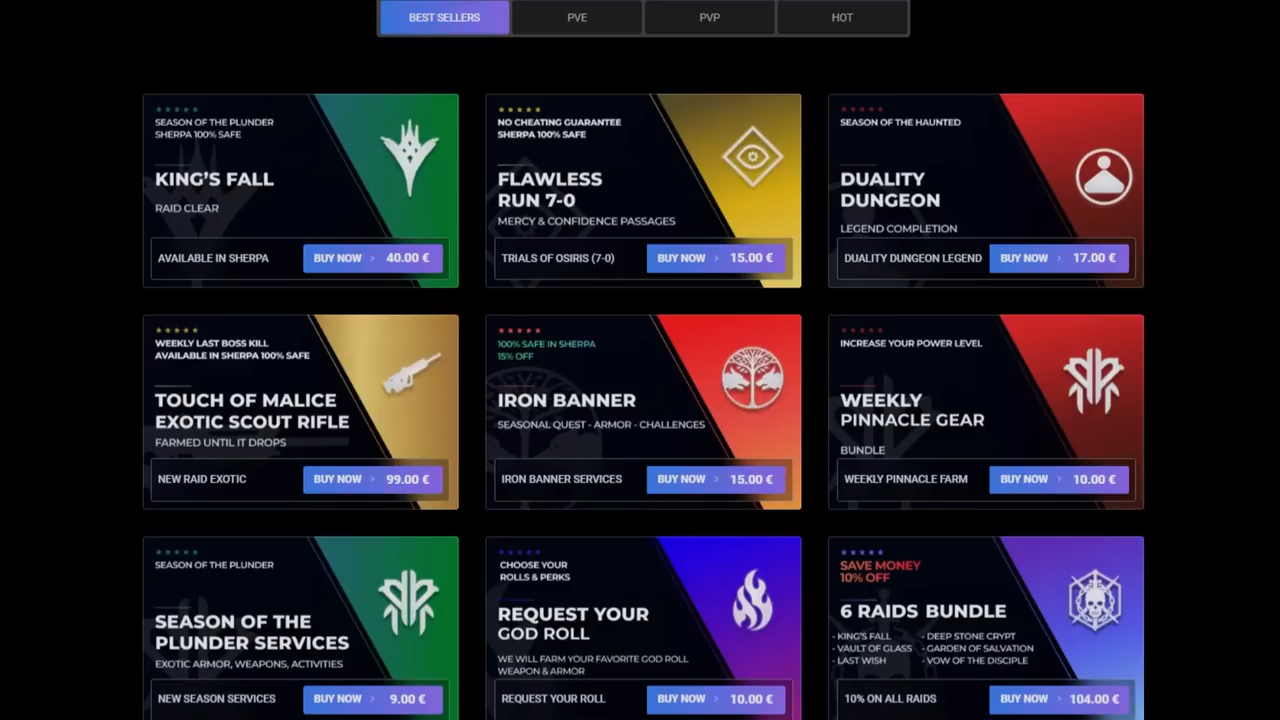 BEST SELLERS
PVE
PVP
HOT
SEASON OF THE PLUNDER
SHERPA 100% SAFE
KING'S FALL
RAID CLEAR
AVAILABLE IN SHERPA
BUY NOW > 40.00 €
NO CHEATING GUARANTEE
SHERPA 100% SAFE
FLAWLESS
RUN 7-0
MERCY & CONFIDENCE PASSAGES
TRIALS OF OSIRIS (7-0)
BUY NOW > 15.00 €
SEASON OF THE HAUNTED
DUALITY
DUNGEON
LEGEND COMPLETION
DUALITY DUNGEON LEGEND
BUY NOW > 17.00 €
WEEKLY LAST BOSS KILL
AVAILABLE IN SHERPA 100% SAFE
TOUCH OF MALICE
EXOTIC SCOUT RIFLE
FARMED UNTIL IT DROPS
NEW RAID EXOTIC
BUY NOW > 99.00 €
100% SAFE IN SHERPA
15% OFF
IRON BANNER
SEASONAL QUEST - ARMOR - CHALLENGES
IRON BANNER SERVICES
BUY NOW > 15.00 €
INCREASE YOUR POWER LEVEL
WEEKLY
PINNACLE GEAR
BUNDLE
WEEKLY PINNACLE FARM
BUY NOW > 10.00 €
SEASON OF THE PLUNDER
SEASON OF THE
PLUNDER SERVICES
EXOTIC ARMOR, WEAPONS, ACTIVITIES
NEW SEASON SERVICES
BUY NOW > 9.00 €
CHOOSE YOUR
ROLLS & PERKS
REQUEST YOUR
GOD ROLL
WE WILL FARM YOUR FAVORITE GOD ROLL
WEAPON & ARMOR
REQUEST YOUR ROLL
BUY NOW > 10.00 €
SAVE MONEY
10% OFF
6 RAIDS BUNDLE
- KING'S FALL
- VAULT OF GLASS
- LAST WISH
- DEEP STONE CRYPT
- GARDEN OF SALVATION
- VOW OF THE DISCIPLE
10% ON ALL RAIDS
BUY NOW > 104.00 €